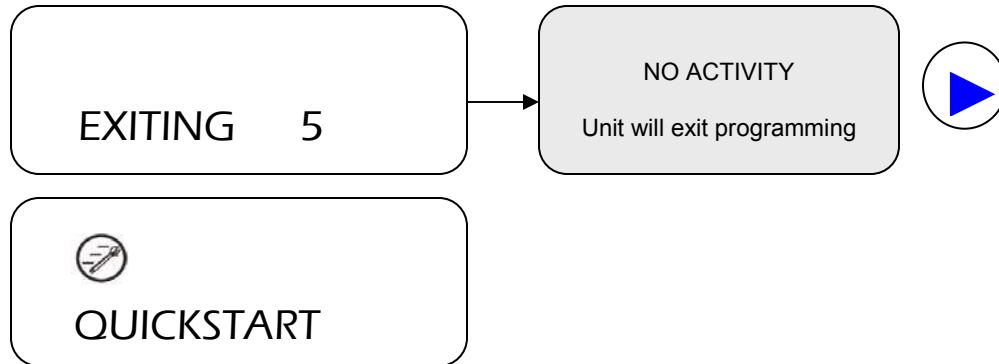 EXITING 5
NO ACTIVITY
Unit will exit programming
QUICKSTART